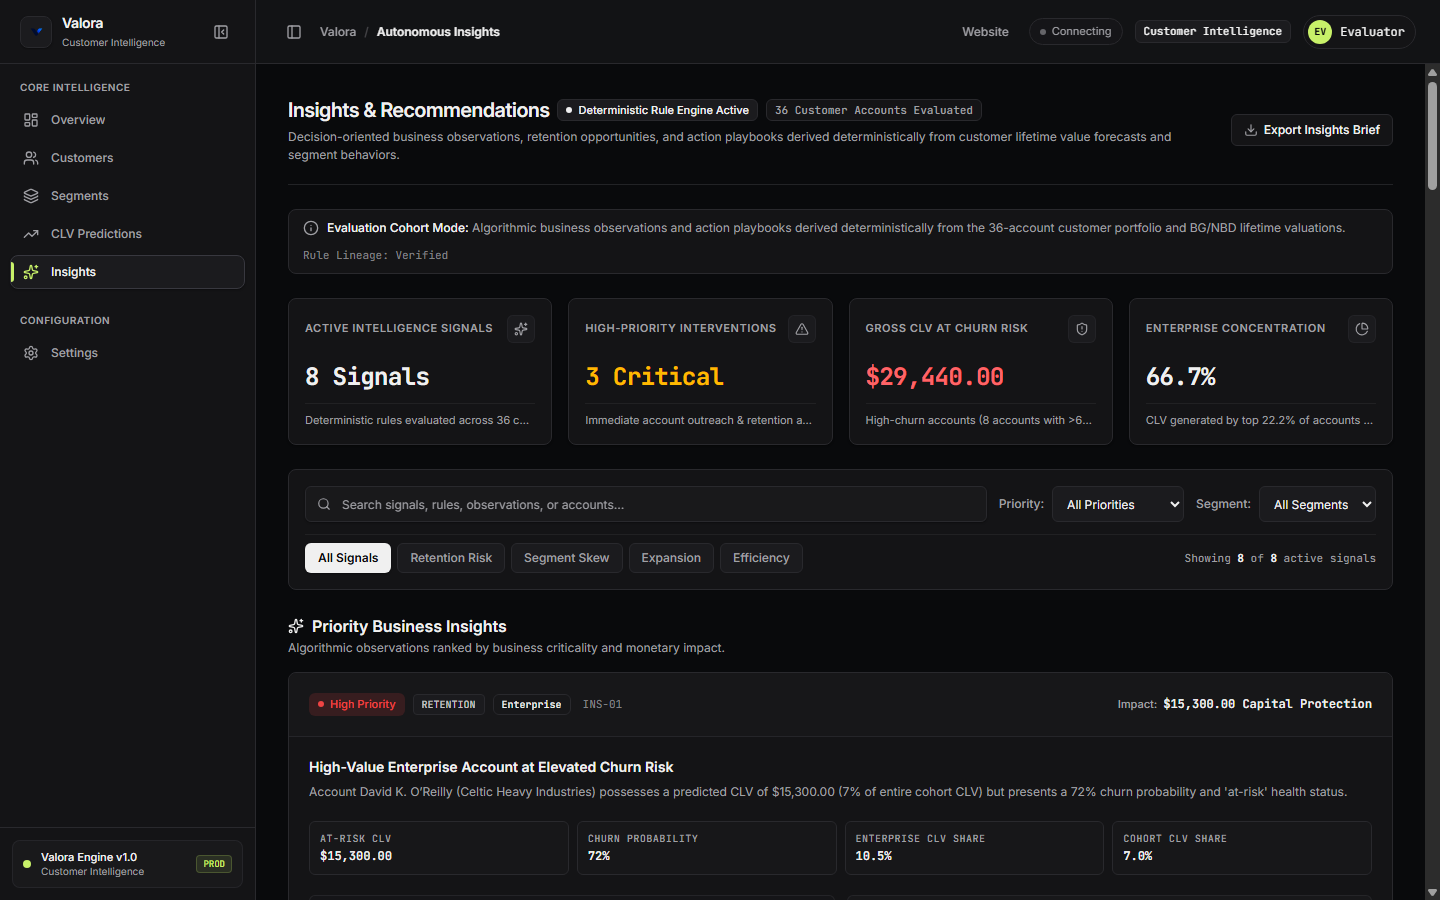 Valora
Customer Intelligence
CORE INTELLIGENCE
Overview
Customers
Segments
CLV Predictions
Insights
CONFIGURATION
Settings
Valora Engine v1.0
Customer Intelligence
PROD
Valora / Autonomous Insights
Website
Connecting
Customer Intelligence
EV
Evaluator
Insights & Recommendations
Deterministic Rule Engine Active
36 Customer Accounts Evaluated
Decision-oriented business observations, retention opportunities, and action playbooks derived deterministically from customer lifetime value forecasts and
segment behaviors.
Export Insights Brief
Evaluation Cohort Mode: Algorithmic business observations and action playbooks derived deterministically from the 36-account customer portfolio and BG/NBD lifetime valuations.
Rule Lineage: Verified
ACTIVE INTELLIGENCE SIGNALS
8 Signals
Deterministic rules evaluated across 36 c...
HIGH-PRIORITY INTERVENTIONS
3 Critical
Immediate account outreach & retention a...
GROSS CLV AT CHURN RISK
$29,440.00
High-churn accounts (8 accounts with >6...
ENTERPRISE CONCENTRATION
66.7%
CLV generated by top 22.2% of accounts ...
Search signals, rules, observations, or accounts...
Priority:
All Priorities
Segment:
All Segments
All Signals
Retention Risk
Segment Skew
Expansion
Efficiency
Showing 8 of 8 active signals
Priority Business Insights
Algorithmic observations ranked by business criticality and monetary impact.
High Priority
RETENTION
Enterprise
INS-01
Impact: $15,300.00 Capital Protection
High-Value Enterprise Account at Elevated Churn Risk
Account David K. O'Reilly (Celtic Heavy Industries) possesses a predicted CLV of $15,300.00 (7% of entire cohort CLV) but presents a 72% churn probability and 'at-risk' health status.
AT-RISK CLV
$15,300.00
CHURN PROBABILITY
72%
ENTERPRISE CLV SHARE
10.5%
COHORT CLV SHARE
7.0%